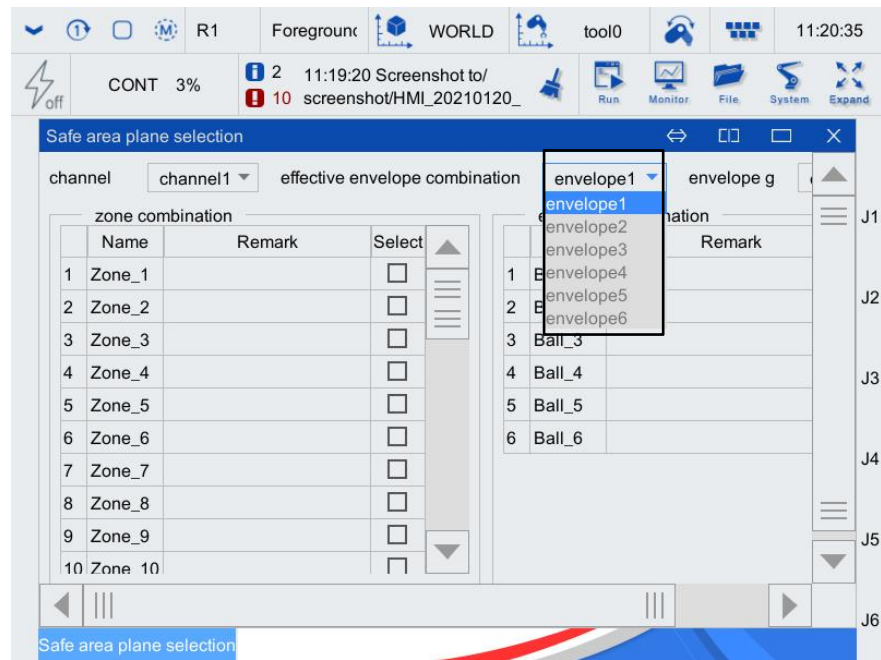 R1 Foreground WORLD tool0 11:20:35
off CONT 3% 2 11:19:20 Screenshot to/
10 screenshot/HMI_20210120_
Run Monitor File System Expand
Safe area plane selection
channel channel1 effective envelope combination envelope1 envelope g
envelope1
envelope2
envelope3
envelope4
envelope5
envelope6
zone combination
Name Remark Select
1 Zone_1
2 Zone_2
3 Zone_3
4 Zone_4
5 Zone_5
6 Zone_6
7 Zone_7
8 Zone_8
9 Zone_9
10 Zone_10
Remark
1
2
3 Ball_3
4 Ball_4
5 Ball_5
6 Ball_6
J1
J2
J3
J4
J5
J6
Safe area plane selection